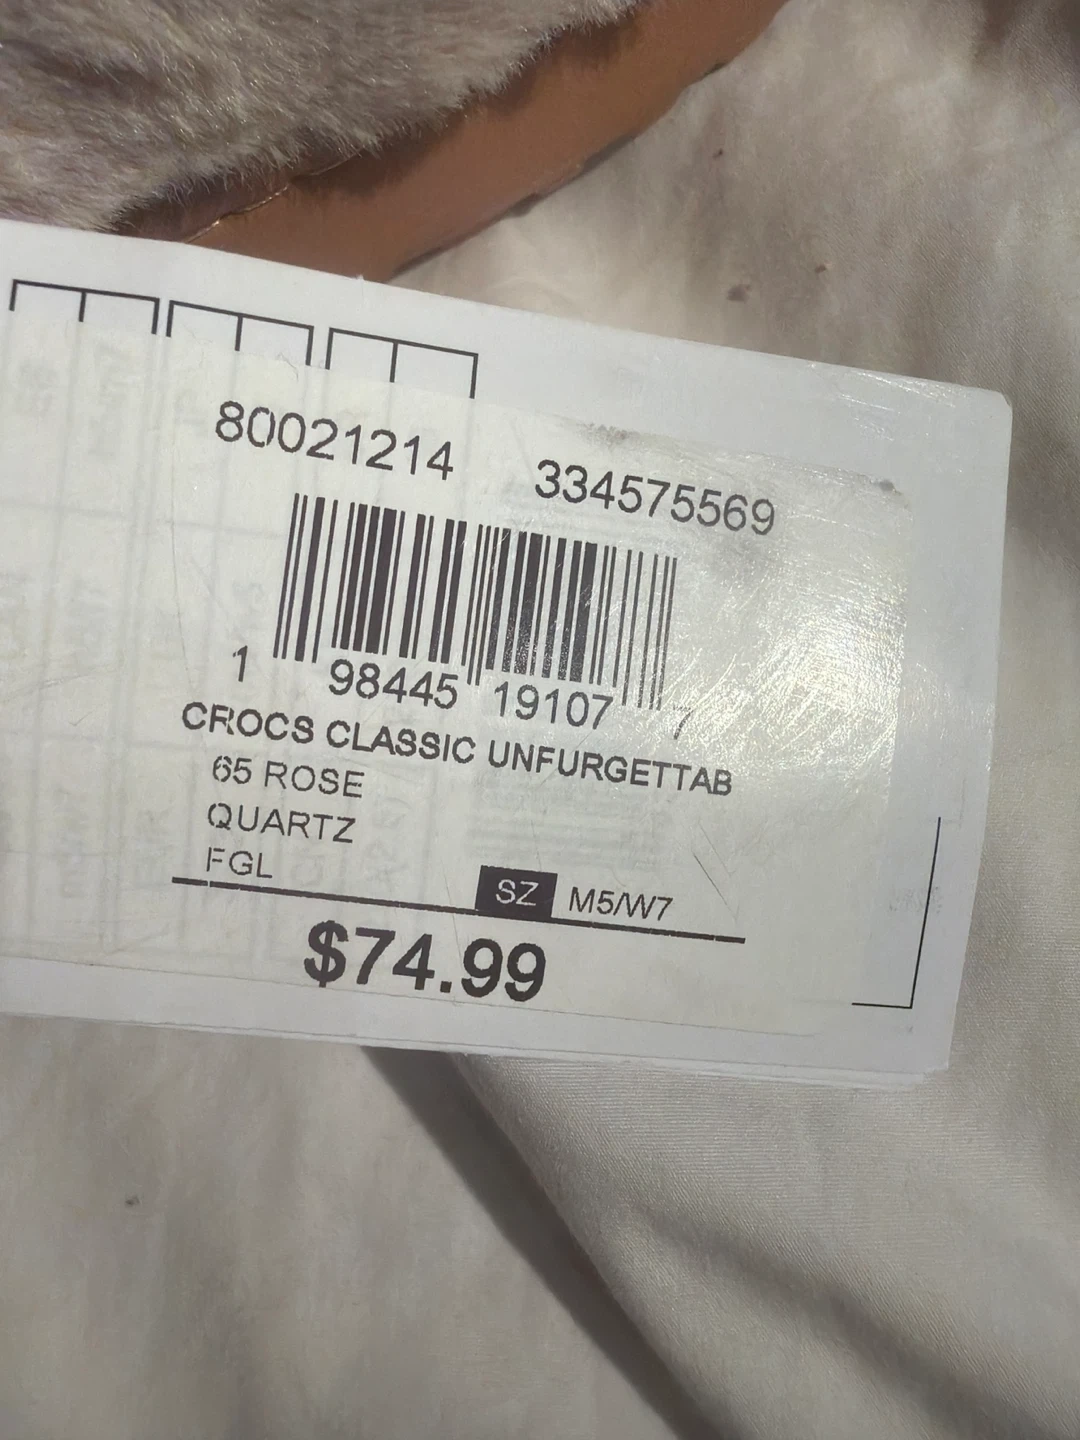 80021214 334575569
1 98445 19107 7
CROCS CLASSIC UNFURGETTAB
65 ROSE
QUARTZ
FGL
SZ M5/W7
$74.99